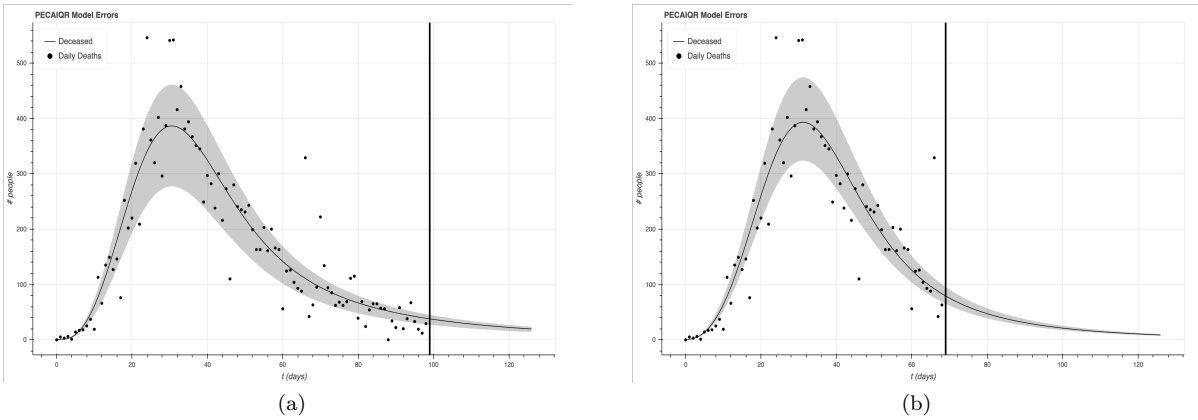 PECAIQR Model Errors
Deceased
Daily Deaths
500
400
300
200
100
0
# people
0 20 40 60 80 100 120
t (days)
(a)
PECAIQR Model Errors
Deceased
Daily Deaths
500
400
300
200
100
0
# people
0 20 40 60 80 100 120
t (days)
(b)